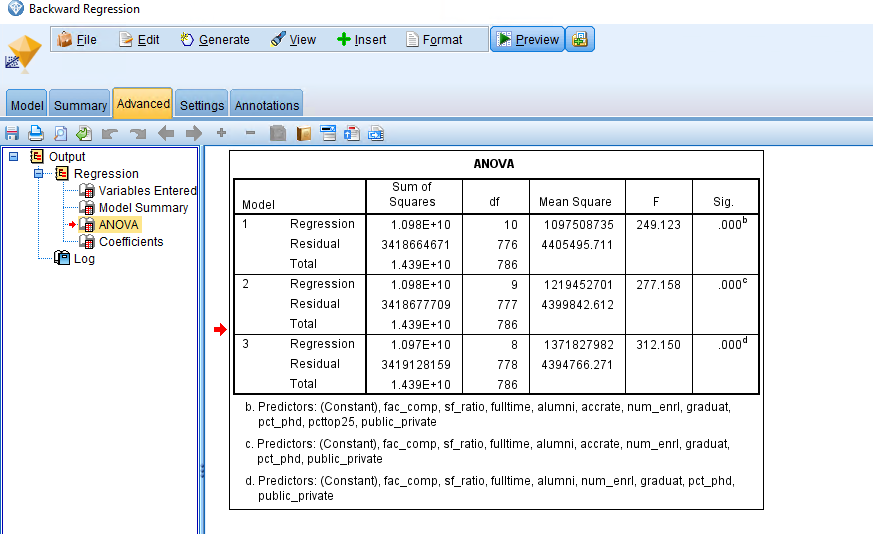 Backward Regression
File Edit Generate View Insert Format Preview
Model Summary Advanced Settings Annotations
Output
Regression
Variables Entered
Model Summary
ANOVA
Coefficients
Log
ANOVA
Model Sum of Squares df Mean Square F Sig.
1 Regression 1.098E+10 10 1097508735 249.123 .000b
Residual 3418664671 776 4405495.711
Total 1.439E+10 786
2 Regression 1.098E+10 9 1219452701 277.158 .000c
Residual 3418677709 777 4399842.612
Total 1.439E+10 786
3 Regression 1.097E+10 8 1371827982 312.150 .000d
Residual 3419128159 778 4394766.271
Total 1.439E+10 786
b. Predictors: (Constant), fac_comp, sf_ratio, fulltime, alumni, accrate, num_enrl, graduat,
pct_phd, pcttop25, public_private
c. Predictors: (Constant), fac_comp, sf_ratio, fulltime, alumni, accrate, num_enrl, graduat,
pct_phd, public_private
d. Predictors: (Constant), fac_comp, sf_ratio, fulltime, alumni, num_enrl, graduat, pct_phd,
public_private